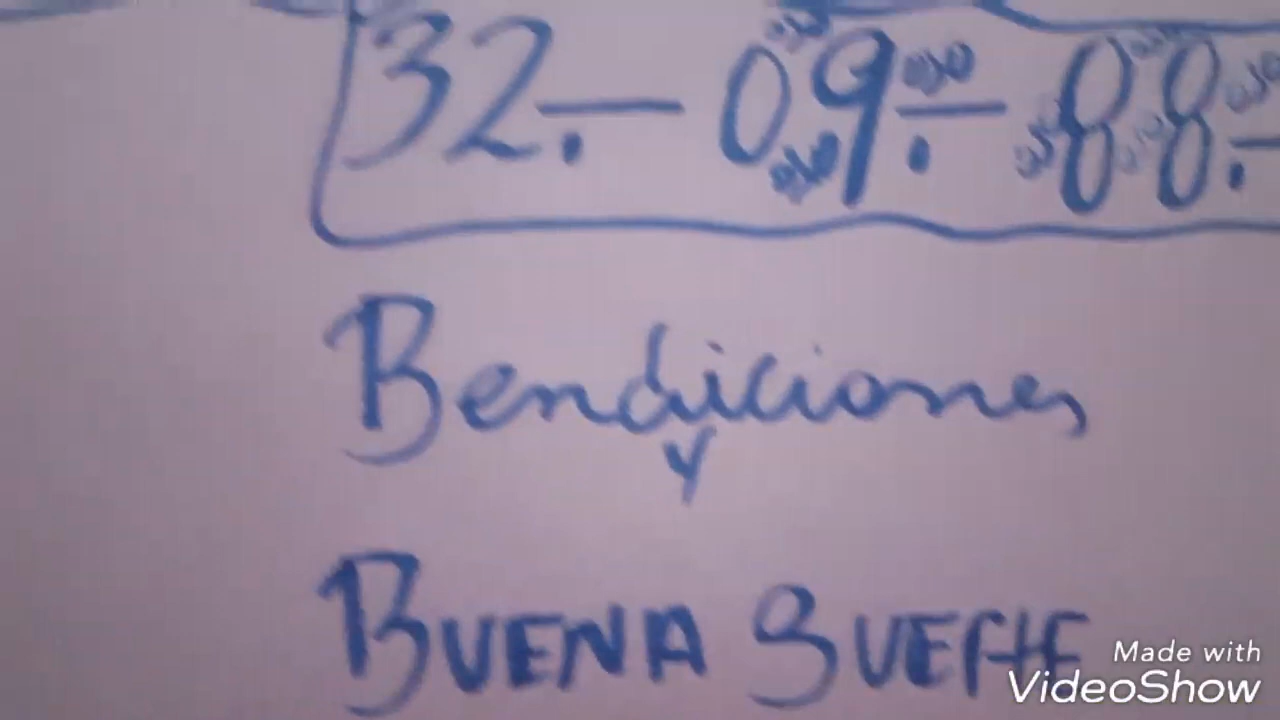 32.- 09.- 88.-
Bendiciones
y
BUENA SUERTE
Made with
VideoShow